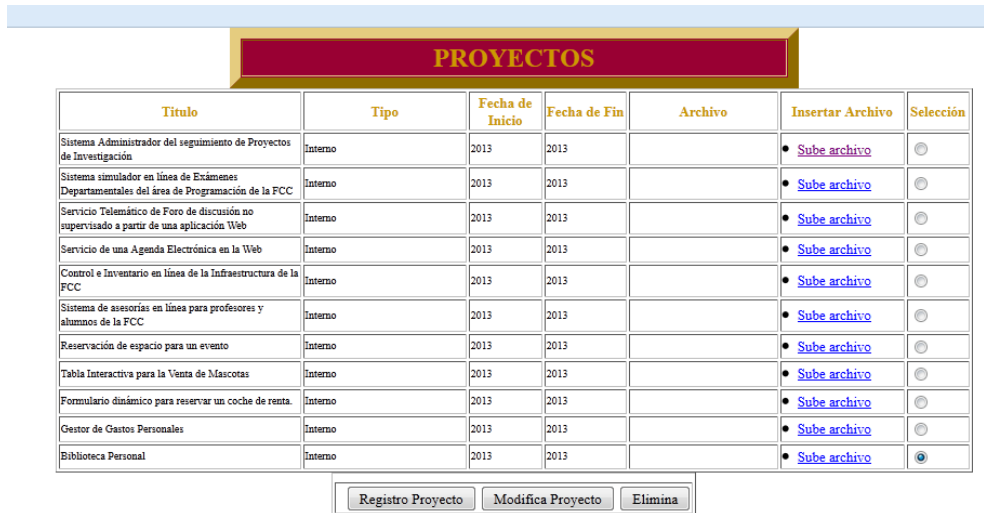 PROYECTOS
Titulo Tipo Fecha de Inicio Fecha de Fin Archivo Insertar Archivo Selección
Sistema Administrador del seguimiento de Proyectos
de Investigación Interno 2013 2013 Sube archivo
Sistema simulador en línea de Exámenes
Departamentales del área de Programación de la FCC Interno 2013 2013 Sube archivo
Servicio Telemático de Foro de discusión no
supervisado a partir de una aplicación Web Interno 2013 2013 Sube archivo
Servicio de una Agenda Electrónica en la Web Interno 2013 2013 Sube archivo
Control e Inventario en línea de la Infraestructura de la
FCC Interno 2013 2013 Sube archivo
Sistema de asesorías en línea para profesores y
alumnos de la FCC Interno 2013 2013 Sube archivo
Reservación de espacio para un evento Interno 2013 2013 Sube archivo
Tabla Interactiva para la Venta de Mascotas Interno 2013 2013 Sube archivo
Formulario dinámico para reservar un coche de renta. Interno 2013 2013 Sube archivo
Gestor de Gastos Personales Interno 2013 2013 Sube archivo
Biblioteca Personal Interno 2013 2013 Sube archivo
Registro Proyecto Modifica Proyecto Elimina